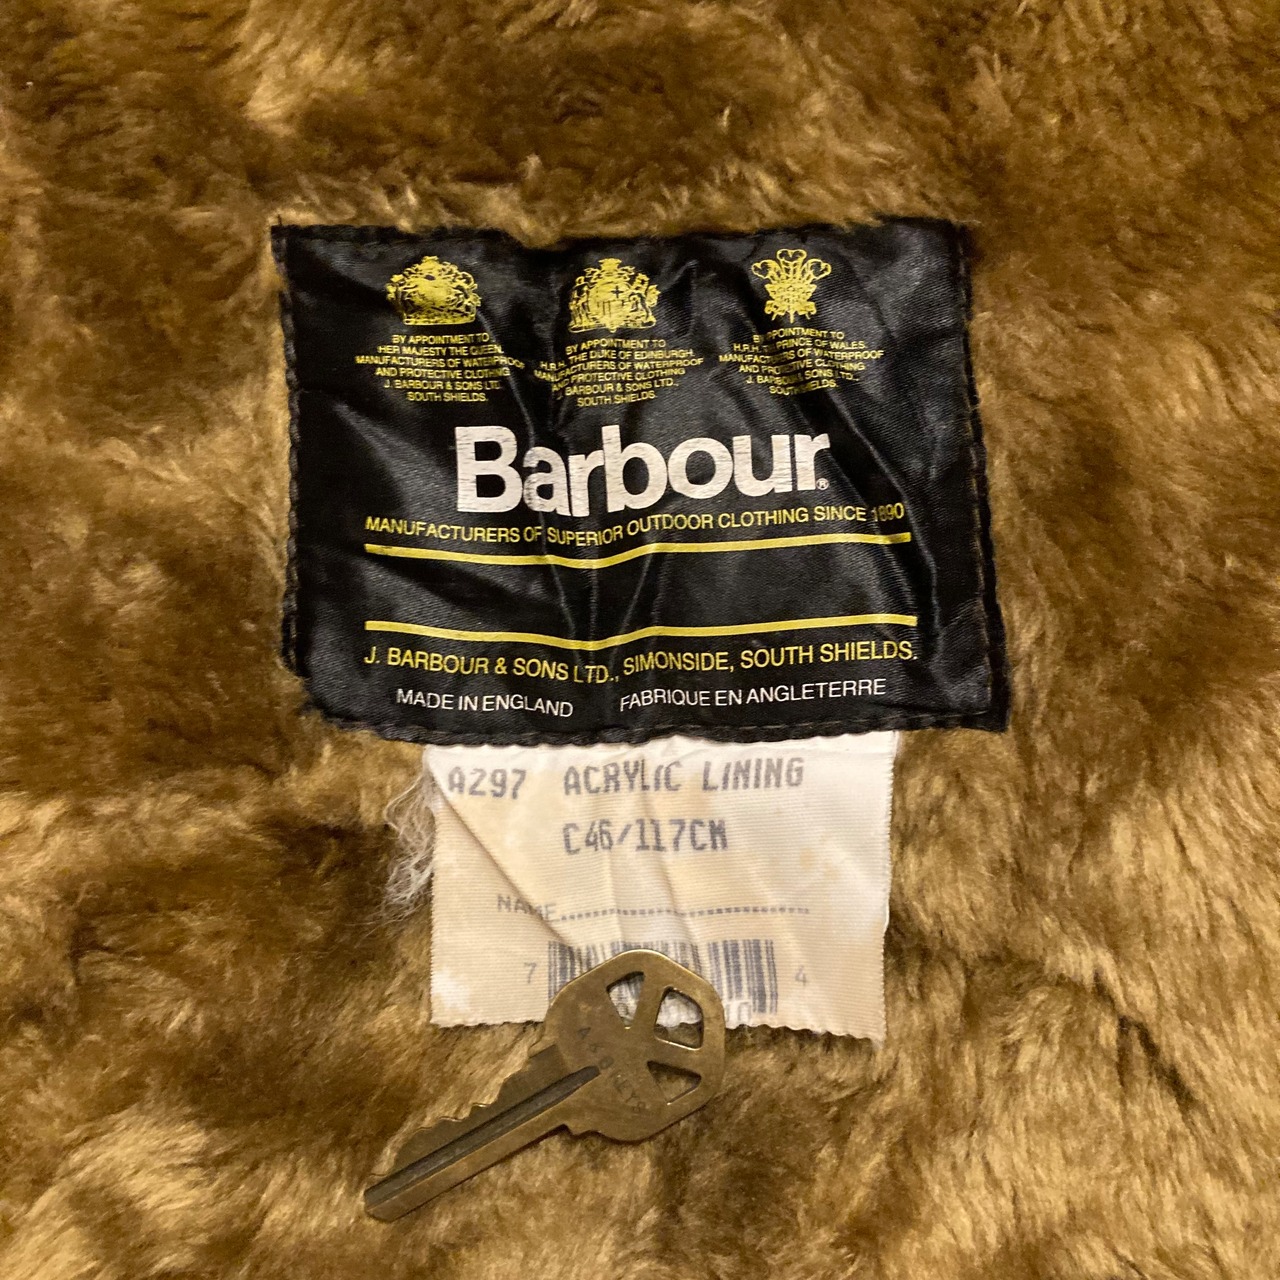 BY APPOINTMENT TO
HER MAJESTY THE QUEEN.
MANUFACTURERS OF WATERPROOF
AND PROTECTIVE CLOTHING
J. BARBOUR & SONS LTD.
SOUTH SHIELDS.
BY APPOINTMENT TO
H.R.H. THE DUKE OF EDINBURGH.
MANUFACTURERS OF WATERPROOF
AND PROTECTIVE CLOTHING
J. BARBOUR & SONS LTD.,
SOUTH SHIELDS.
BY APPOINTMENT TO
H.R.H. THE PRINCE OF WALES.
MANUFACTURERS OF WATERPROOF
AND PROTECTIVE CLOTHING
J. BARBOUR & SONS LTD.,
SOUTH SHIELDS.
Barbour®
MANUFACTURERS OF SUPERIOR OUTDOOR CLOTHING SINCE 1890
J. BARBOUR & SONS LTD., SIMONSIDE, SOUTH SHIELDS.
MADE IN ENGLAND FABRIQUE EN ANGLETERRE
A297 ACRYLIC LINING
C46/117CM
NAME
7 4